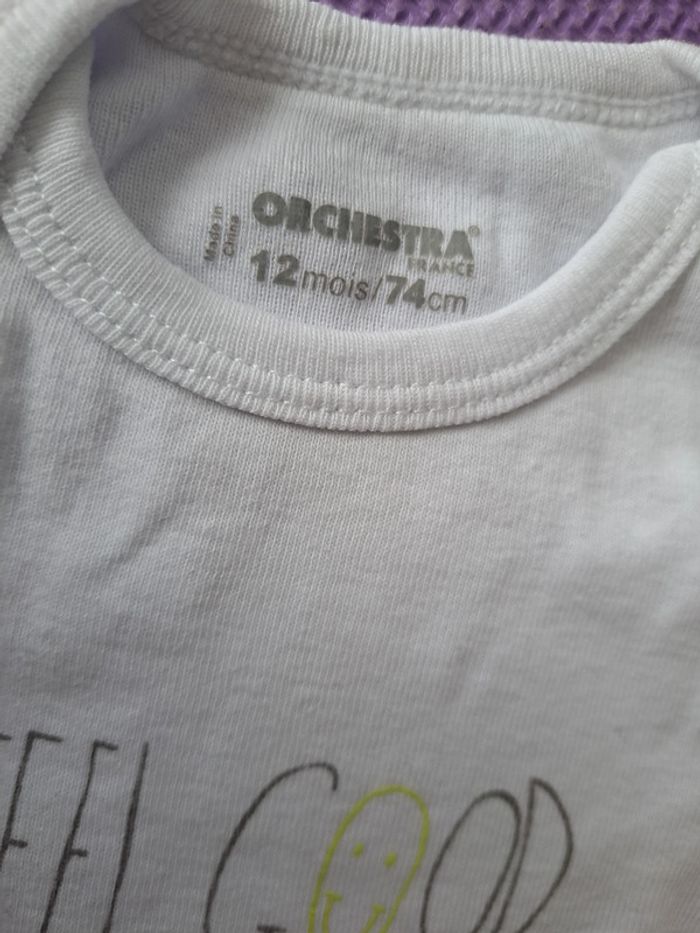 Made in
China
ORCHESTRA®
FRANCE
12mois/74cm
FEEL GOOD